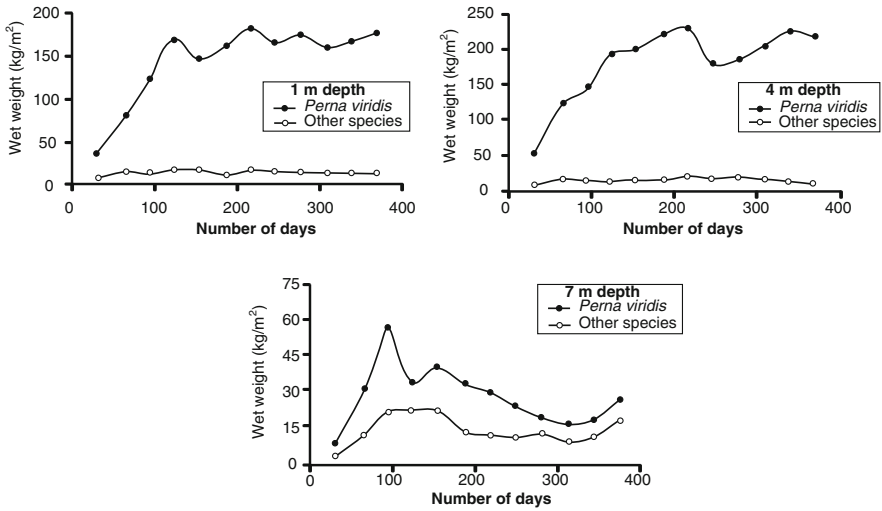 200
150
100
50
0
Wet weight (kg/m²)
1 m depth
Perna viridis
Other species
0 100 200 300 400
Number of days
250
200
150
100
50
0
Wet weight (kg/m²)
4 m depth
Perna viridis
Other species
0 100 200 300 400
Number of days
75
60
45
30
15
0
Wet weight (kg/m²)
7 m depth
Perna viridis
Other species
0 100 200 300 400
Number of days